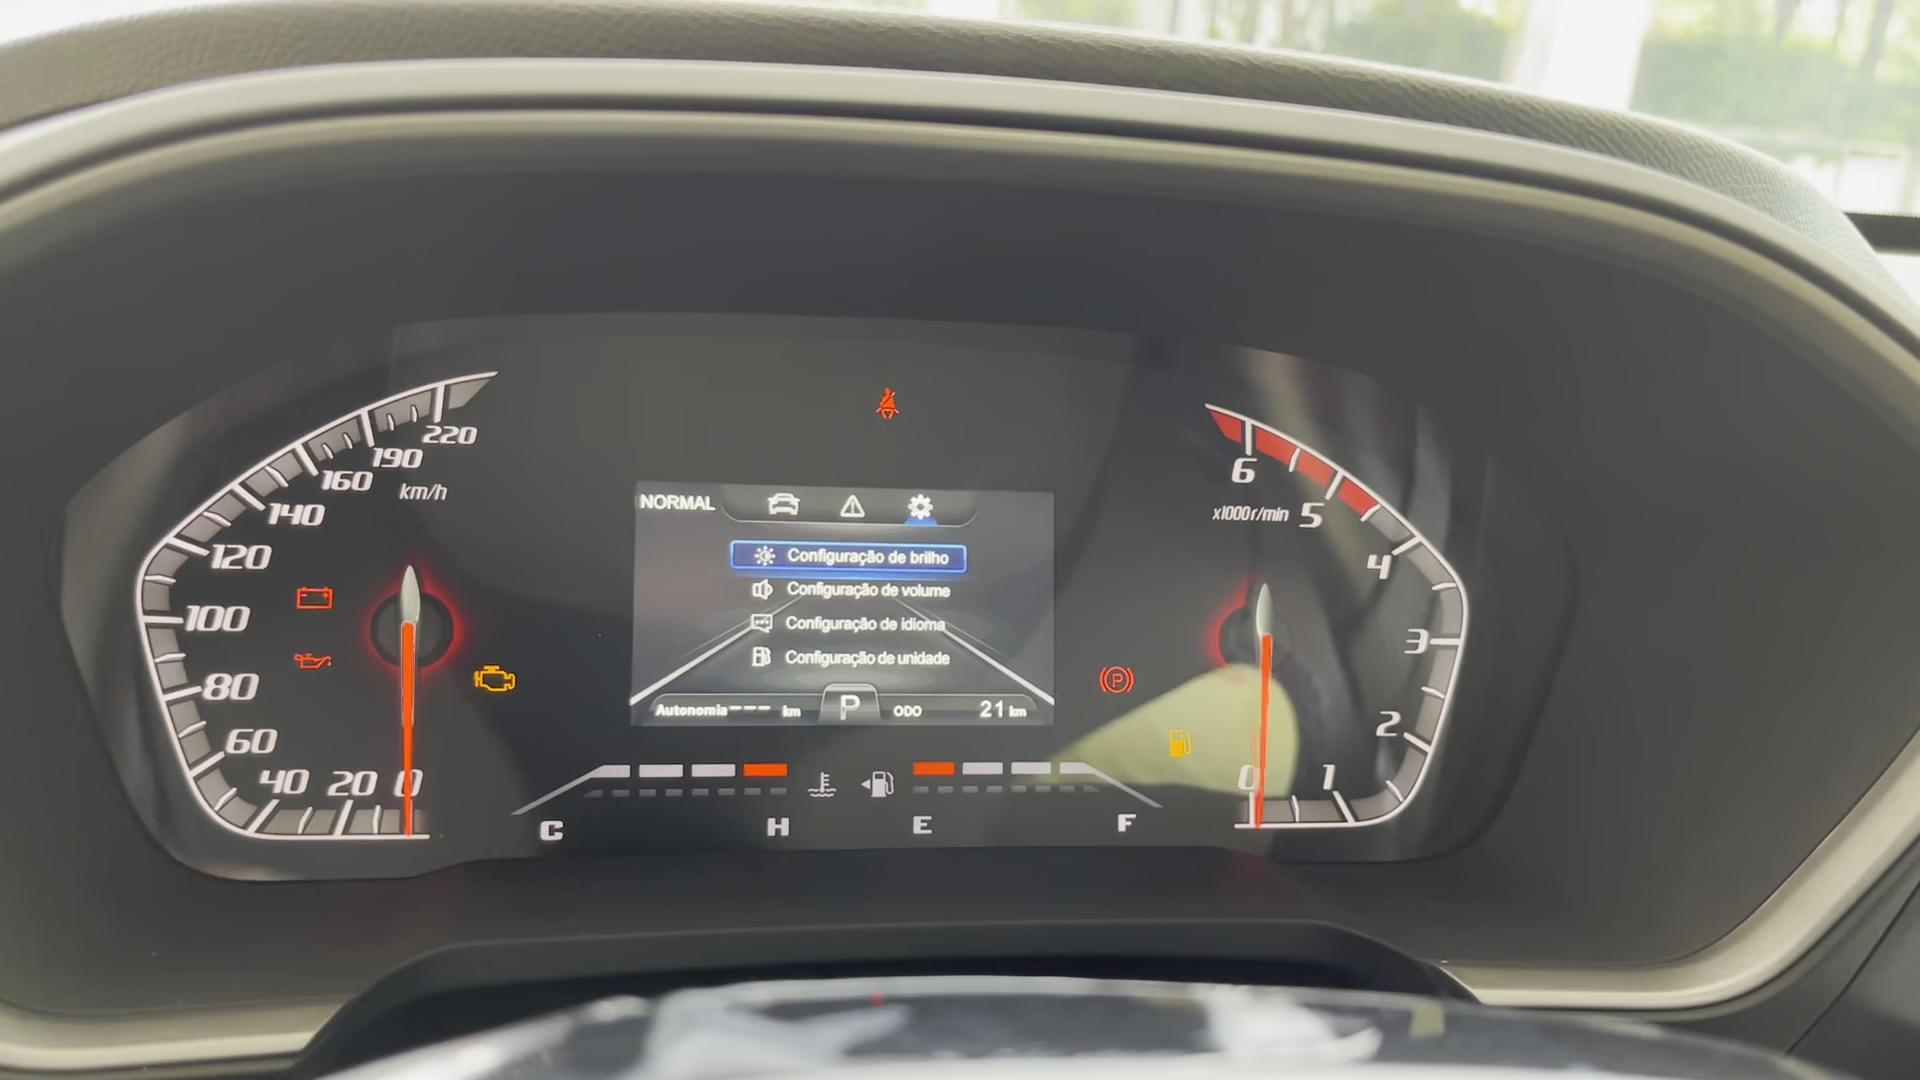 220
190
160
km/h
140
120
100
80
60
40
20
0
NORMAL
Configuração de brilho
Configuração de volume
Configuração de idioma
Configuração de unidade
Autonomia --- km
P
ODO
21 km
6
x1000r/min
5
4
3
2
1
0
P
C
H
E
F